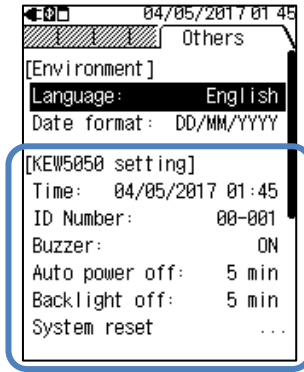 04/05/2017 01 45
Others
[Environment]
Language: English
Date format: DD/MM/YYYY
[KEW5050 setting]
Time: 04/05/2017 01:45
ID Number: 00-001
Buzzer: ON
Auto power off: 5 min
Backlight off: 5 min
System reset ...